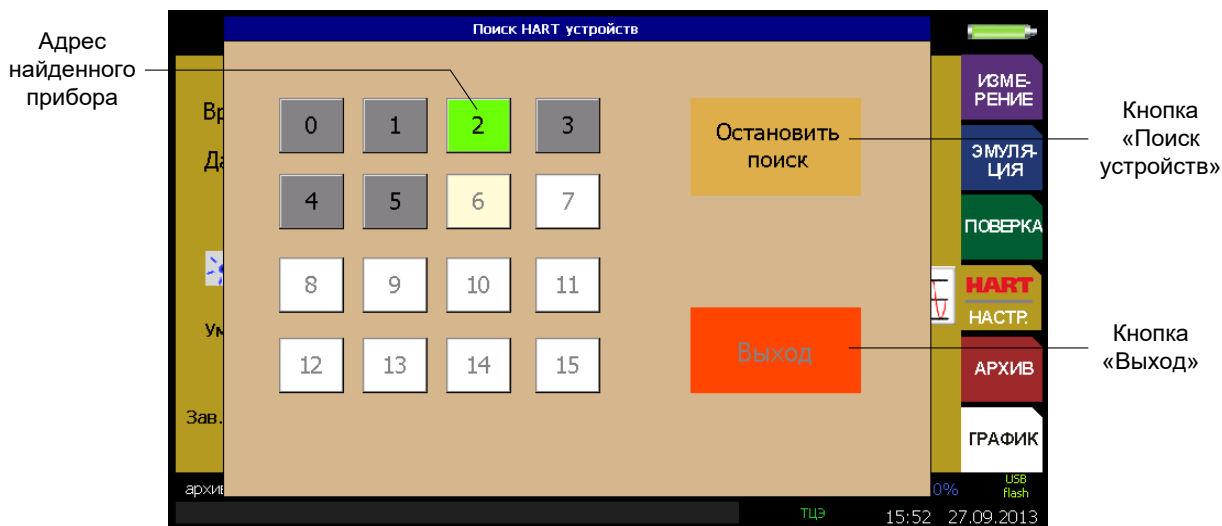 Поиск HART устройств
Адрес
найденного
прибора
Вр
Да
Ум
Зав.
0 1 2 3
4 5 6 7
8 9 10 11
12 13 14 15
Остановить
поиск
Выход
ИЗМЕ-
РЕНИЕ
ЭМУЛЯ-
ЦИЯ
ПОВЕРКА
HART
НАСТР.
АРХИВ
ГРАФИК
Кнопка
«Поиск
устройств»
Кнопка
«Выход»
архив
0%
USB
flash
ТЦЭ
15:52 27.09.2013